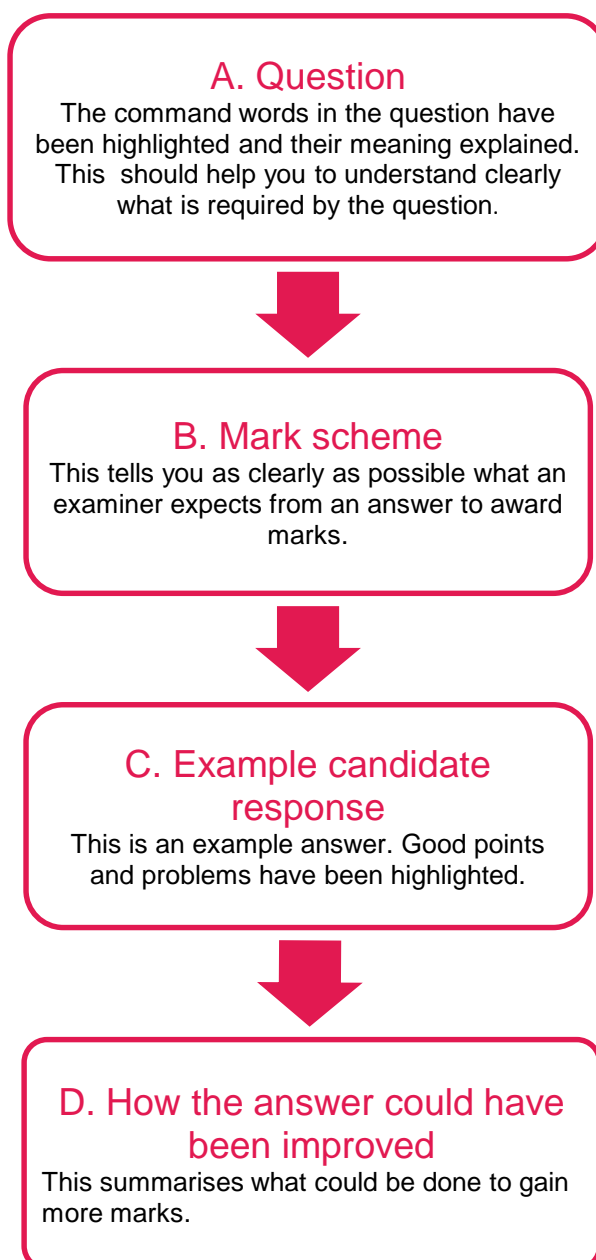 A. Question
The command words in the question have
been highlighted and their meaning explained.
This should help you to understand clearly
what is required by the question.
B. Mark scheme
This tells you as clearly as possible what an
examiner expects from an answer to award
marks.
C. Example candidate
response
This is an example answer. Good points
and problems have been highlighted.
D. How the answer could have
been improved
This summarises what could be done to gain
more marks.